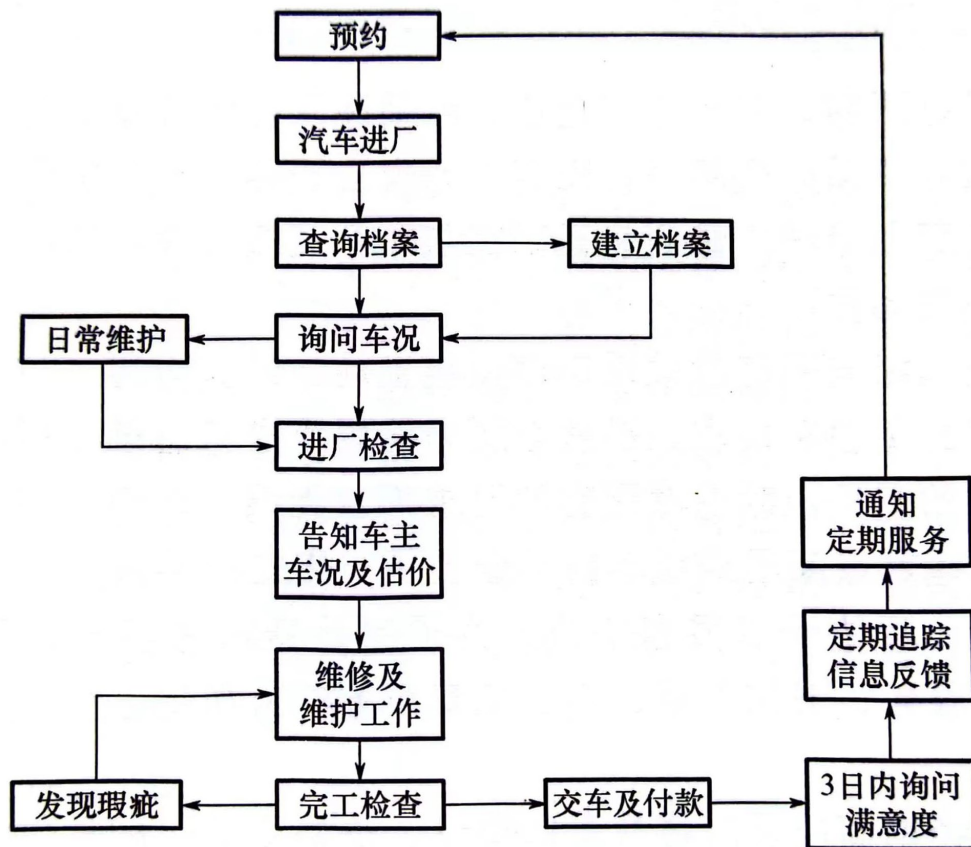 预约
汽车进厂
查询档案
建立档案
日常维护
询问车况
进厂检查
告知车主
车况及估价
维修及
维护工作
发现瑕疵
完工检查
交车及付款
3日内询问
满意度
定期追踪
信息反馈
通知
定期服务